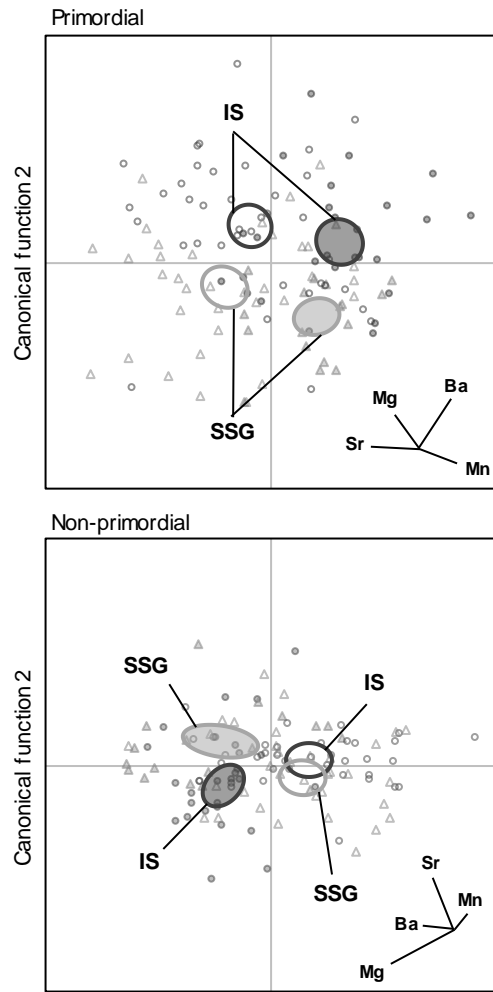 Primordial
IS
Canonical function 2
SSG
Ba
Mg
Sr
Mn
Non-primordial
SSG
IS
Canonical function 2
IS
SSG
Sr
Mn
Ba
Mg